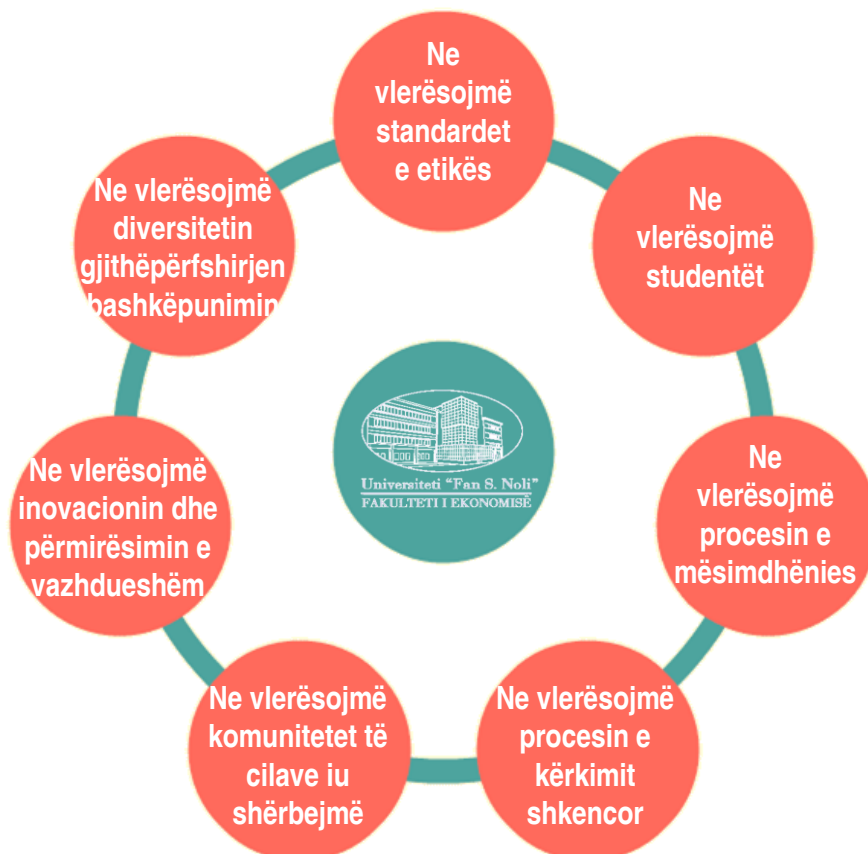 Ne
vlerësojmë
standardet
e etikës
Ne
vlerësojmë
studentët
Ne
vlerësojmë
procesin e
mësimdhënies
Ne vlerësojmë
procesin e
kërkimit
shkencor
Ne vlerësojmë
komunitetet të
cilave iu
shërbejmë
Ne vlerësojmë
inovacionin dhe
përmirësimin e
vazhdueshëm
Ne vlerësojmë
diversitetin
gjithëpërfshirjen
bashkëpunimin
Universiteti "Fan S. Noli"
FAKULTETI I EKONOMISË